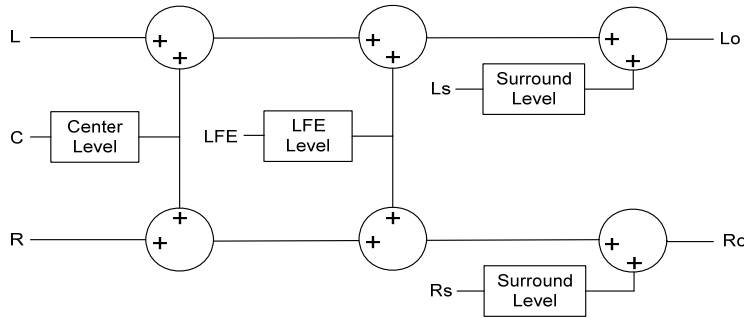 L
+
+
+
+
+
+
Lo
Ls
Surround
Level
C
Center
Level
LFE
LFE
Level
R
+
+
+
+
+
+
Ro
Rs
Surround
Level